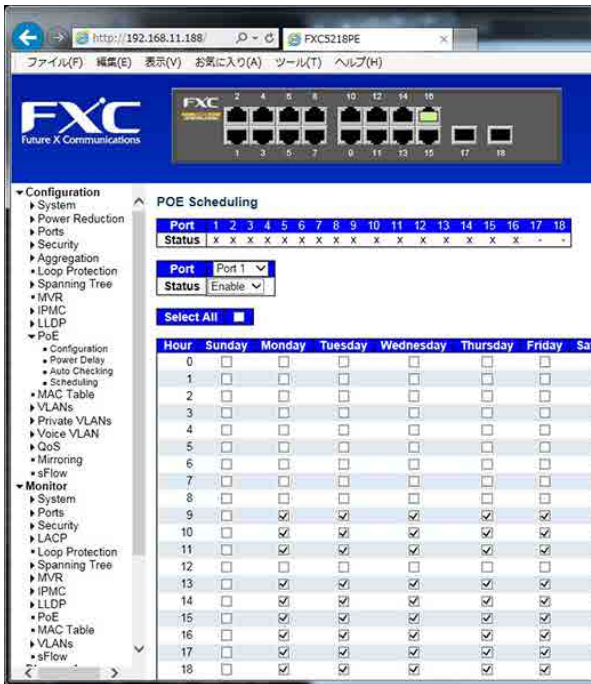 http://192.168.11.188/
FXC5218PE
ファイル(F) 編集(E) 表示(V) お気に入り(A) ツール(T) ヘルプ(H)
FXC
Future X Communications
FXC
2 4 6 8 10 12 14 16
1 3 5 7 9 11 13 15 17 18
Configuration
System
Power Reduction
Ports
Security
Aggregation
Loop Protection
Spanning Tree
MVR
IPMC
LLDP
PoE
Configuration
Power Delay
Auto Checking
Scheduling
MAC Table
VLANs
Private VLANs
Voice VLAN
QoS
Mirroring
sFlow
Monitor
System
Ports
Security
LACP
Loop Protection
Spanning Tree
MVR
IPMC
LLDP
PoE
MAC Table
VLANs
sFlow
POE Scheduling
Port 1 2 3 4 5 6 7 8 9 10 11 12 13 14 15 16 17 18
Status x x x x x x x x x x x x x x x x - -
Port Port 1
Status Enable
Select All
Hour Sunday Monday Tuesday Wednesday Thursday Friday Sa
0
1
2
3
4
5
6
7
8
9
10
11
12
13
14
15
16
17
18